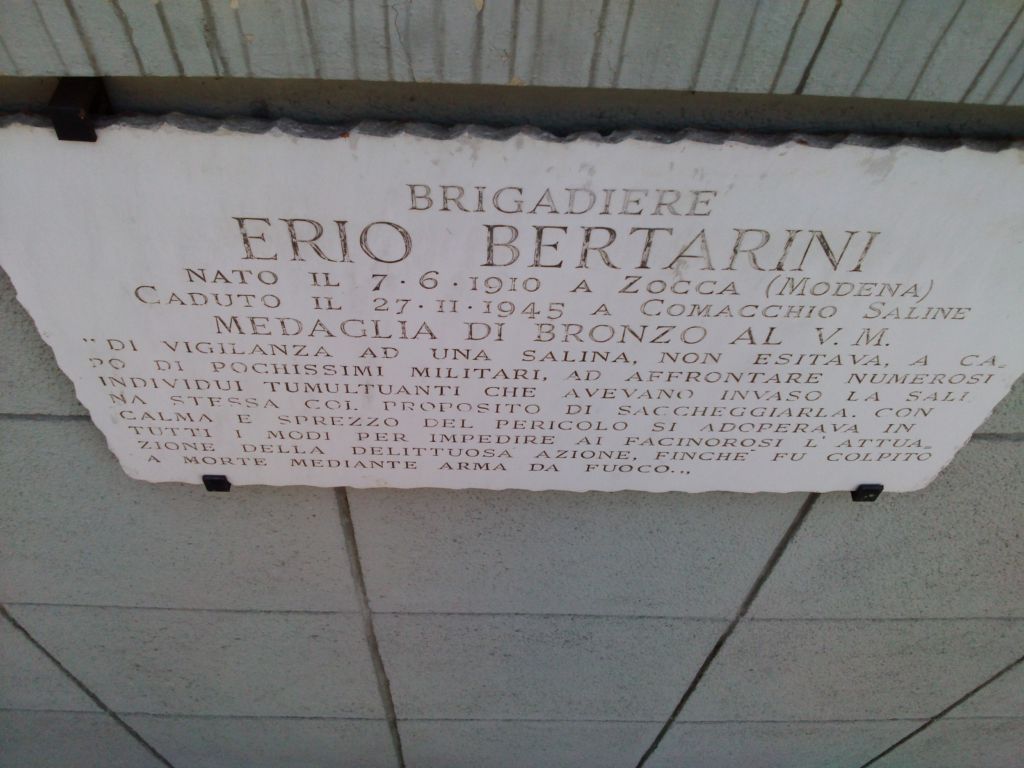 BRIGADIERE
ERIO BERTARINI
NATO IL 7·6·1910 A ZOCCA (MODENA)
CADUTO IL 27·11·1945 A COMACCHIO SALINE
MEDAGLIA DI BRONZO AL V. M.
"DI VIGILANZA AD UNA SALINA, NON ESITAVA, A CA-
PO DI POCHISSIMI MILITARI, AD AFFRONTARE NUMEROSI
INDIVIDUI TUMULTUANTI CHE AVEVANO INVASO LA SALI-
NA STESSA COL PROPOSITO DI SACCHEGGIARLA. CON
CALMA E SPREZZO DEL PERICOLO SI ADOPERAVA IN
TUTTI I MODI PER IMPEDIRE AI FACINOROSI L'ATTUA-
ZIONE DELLA DELITTUOSA AZIONE, FINCHE FU COLPITO
A MORTE MEDIANTE ARMA DA FUOCO..,